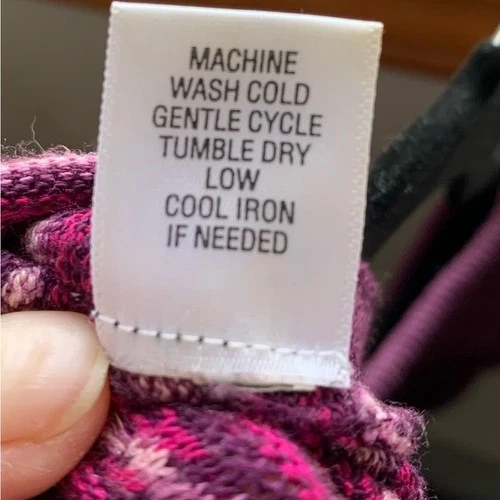 MACHINE
WASH COLD
GENTLE CYCLE
TUMBLE DRY
LOW
COOL IRON
IF NEEDED